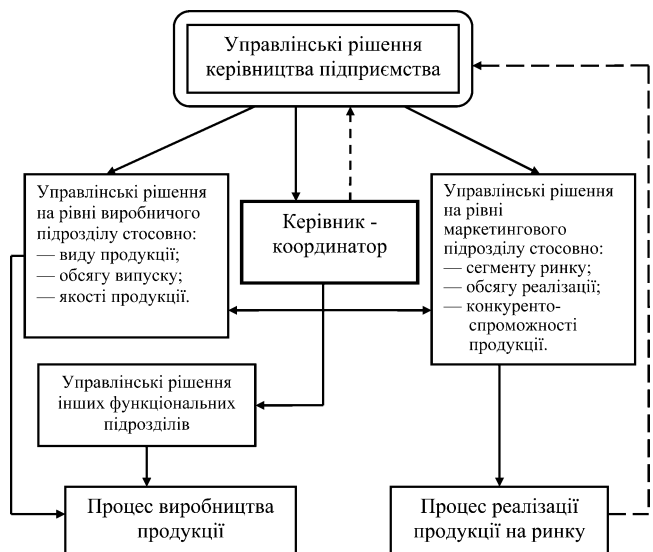 Управлінські рішення
керівництва підприємства
Управлінські рішення
на рівні виробничого
підрозділу стосовно:
— виду продукції;
— обсягу випуску;
— якості продукції.
Керівник -
координатор
Управлінські рішення
на рівні
маркетингового
підрозділу стосовно:
— сегменту ринку;
— обсягу реалізації;
— конкуренто-
спроможності
продукції.
Управлінські рішення
інших функціональних
підрозділів
Процес виробництва
продукції
Процес реалізації
продукції на ринку